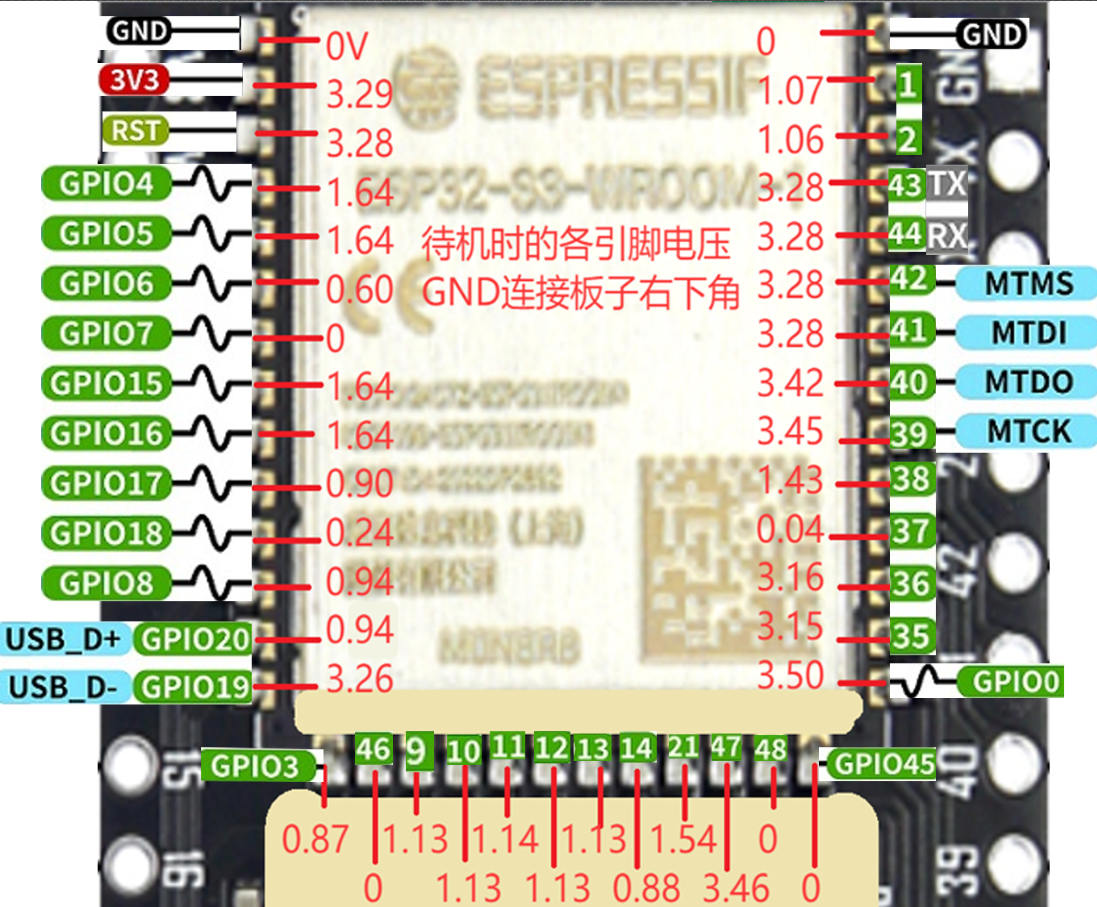 GND 0V 0 GND
3V3 3.29 ESPRESSIF 1.07 1
RST 3.28 1.06 2
GPIO4 1.64 ESP32-S3-WROOM-1 3.28 43 TX
GPIO5 1.64 待机时的各引脚电压 3.28 44 RX
GPIO6 0.60 GND连接板子右下角 3.28 42 MTMS
GPIO7 0 3.28 41 MTDI
GPIO15 1.64 3.42 40 MTDO
GPIO16 1.64 3.45 39 MTCK
GPIO17 0.90 1.43 38
GPIO18 0.24 0.04 37
GPIO8 0.94 3.16 36
USB_D+ GPIO20 0.94 3.15 35
USB_D- GPIO19 3.26 3.50 GPIO0
GPIO3 46 9 10 11 12 13 14 21 47 48 GPIO45
0.87 1.13 1.14 1.13 1.54 0
0 1.13 1.13 0.88 3.46 0
15
16
42
40
39